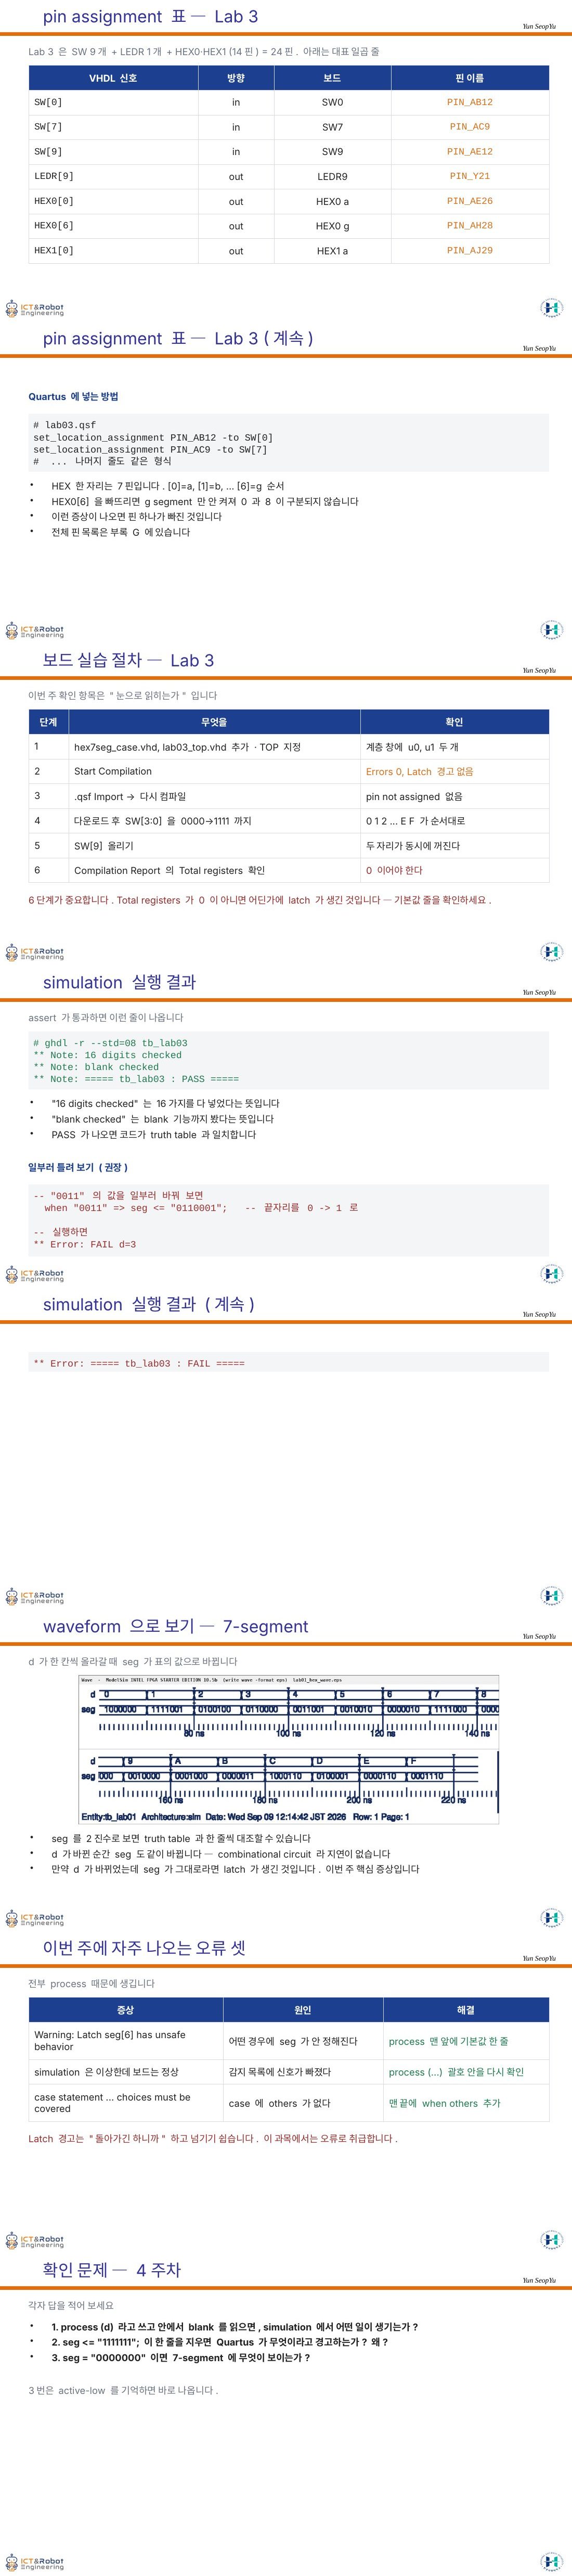 pin assignment 표 — Lab 3
Yun SeopYu
Lab 3 은 SW 9개 + LEDR 1개 + HEX0·HEX1 (14 핀) = 24 핀. 아래는 대표 일곱 줄
VHDL 신호 방향 보드 핀 이름
SW[0] in SW0 PIN_AB12
SW[7] in SW7 PIN_AC9
SW[9] in SW9 PIN_AE12
LEDR[9] out LEDR9 PIN_Y21
HEX0[0] out HEX0 a PIN_AE26
HEX0[6] out HEX0 g PIN_AH28
HEX1[0] out HEX1 a PIN_AJ29
ICT&Robot
Engineering
pin assignment 표 — Lab 3 (계속)
Yun SeopYu
Quartus 에 넣는 방법
# lab03.qsf
set_location_assignment PIN_AB12 -to SW[0]
set_location_assignment PIN_AC9 -to SW[7]
# ... 나머지 줄도 같은 형식
• HEX 한 자리는 7 핀입니다. [0]=a, [1]=b, … [6]=g 순서
• HEX0[6] 을 빠뜨리면 g segment 만 안 켜져 0 과 8 이 구분되지 않습니다
• 이런 증상이 나오면 핀 하나가 빠진 것입니다
• 전체 핀 목록은 부록 G 에 있습니다
ICT&Robot
Engineering
보드 실습 절차 — Lab 3
Yun SeopYu
이번 주 확인 항목은 "눈으로 읽히는가" 입니다
단계 무엇을 확인
1 hex7seg_case.vhd, lab03_top.vhd 추가 · TOP 지정 계층 창에 u0, u1 두 개
2 Start Compilation Errors 0, Latch 경고 없음
3 .qsf Import → 다시 컴파일 pin not assigned 없음
4 다운로드 후 SW[3:0] 을 0000→1111 까지 0 1 2 … E F 가 순서대로
5 SW[9] 올리기 두 자리가 동시에 꺼진다
6 Compilation Report 의 Total registers 확인 0 이어야 한다
6 단계가 중요합니다. Total registers 가 0 이 아니면 어딘가에 latch 가 생긴 것입니다 — 기본값 줄을 확인하세요.
ICT&Robot
Engineering
simulation 실행 결과
Yun SeopYu
assert 가 통과하면 이런 줄이 나옵니다
# ghdl -r --std=08 tb_lab03
** Note: 16 digits checked
** Note: blank checked
** Note: ===== tb_lab03 : PASS =====
• "16 digits checked" 는 16 가지를 다 넣었다는 뜻입니다
• "blank checked" 는 blank 기능까지 봤다는 뜻입니다
• PASS 가 나오면 코드가 truth table 과 일치합니다
일부러 틀려 보기 (권장)
-- "0011" 의 값을 일부러 바꿔 보면
when "0011" => seg <= "0110001"; -- 끝자리를 0 -> 1 로
-- 실행하면
** Error: FAIL d=3
ICT&Robot
Engineering
simulation 실행 결과 (계속)
Yun SeopYu
** Error: ===== tb_lab03 : FAIL =====
ICT&Robot
Engineering
waveform 으로 보기 — 7-segment
Yun SeopYu
d 가 한 칸씩 올라갈 때 seg 가 표의 값으로 바뀝니다
Wave - ModelSim INTEL FPGA STARTER EDITION 10.5b (write wave -format eps) lab01_hex_wave.eps
d 0 1 2 3 4 5 6 7 8
seg 1000000 1111001 0100100 0110000 0011001 0010010 0000010 1111000 000
80 ns 100 ns 120 ns 140 ns
d 9 A B C D E F
seg 000 0010000 0001000 0000011 1000110 0100001 0000110 0001110
160 ns 180 ns 200 ns 220 ns
Entity:tb_lab01 Architecture:sim Date: Wed Sep 09 12:14:42 JST 2026 Row: 1 Page: 1
• seg 를 2 진수로 보면 truth table 과 한 줄씩 대조할 수 있습니다
• d 가 바뀐 순간 seg 도 같이 바뀝니다 — combinational circuit 라 지연이 없습니다
• 만약 d 가 바뀌었는데 seg 가 그대로라면 latch 가 생긴 것입니다. 이번 주 핵심 증상입니다
ICT&Robot
Engineering
이번 주에 자주 나오는 오류 셋
Yun SeopYu
전부 process 때문에 생깁니다
증상 원인 해결
Warning: Latch seg[6] has unsafe
behavior 어떤 경우에 seg 가 안 정해진다 process 맨 앞에 기본값 한 줄
simulation 은 이상한데 보드는 정상 감지 목록에 신호가 빠졌다 process (…) 괄호 안을 다시 확인
case statement … choices must be
covered case 에 others 가 없다 맨 끝에 when others 추가
Latch 경고는 "돌아가긴 하니까" 하고 넘기기 쉽습니다. 이 과목에서는 오류로 취급합니다.
ICT&Robot
Engineering
확인 문제 — 4 주차
Yun SeopYu
각자 답을 적어 보세요
• 1. process (d) 라고 쓰고 안에서 blank 를 읽으면, simulation 에서 어떤 일이 생기는가?
• 2. seg <= "1111111"; 이 한 줄을 지우면 Quartus 가 무엇이라고 경고하는가? 왜?
• 3. seg = "0000000" 이면 7-segment 에 무엇이 보이는가?
3 번은 active-low 를 기억하면 바로 나옵니다.
ICT&Robot
Engineering